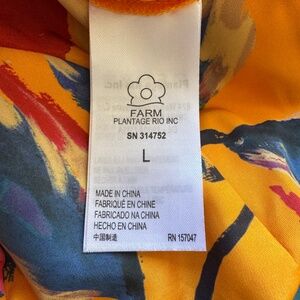 FARM
PLANTAGE RIO INC
SN 314752
L
MADE IN CHINA
FABRIQUÉ EN CHINE
FABRICADO NA CHINA
HECHO EN CHINA
中国制造 RN 157047